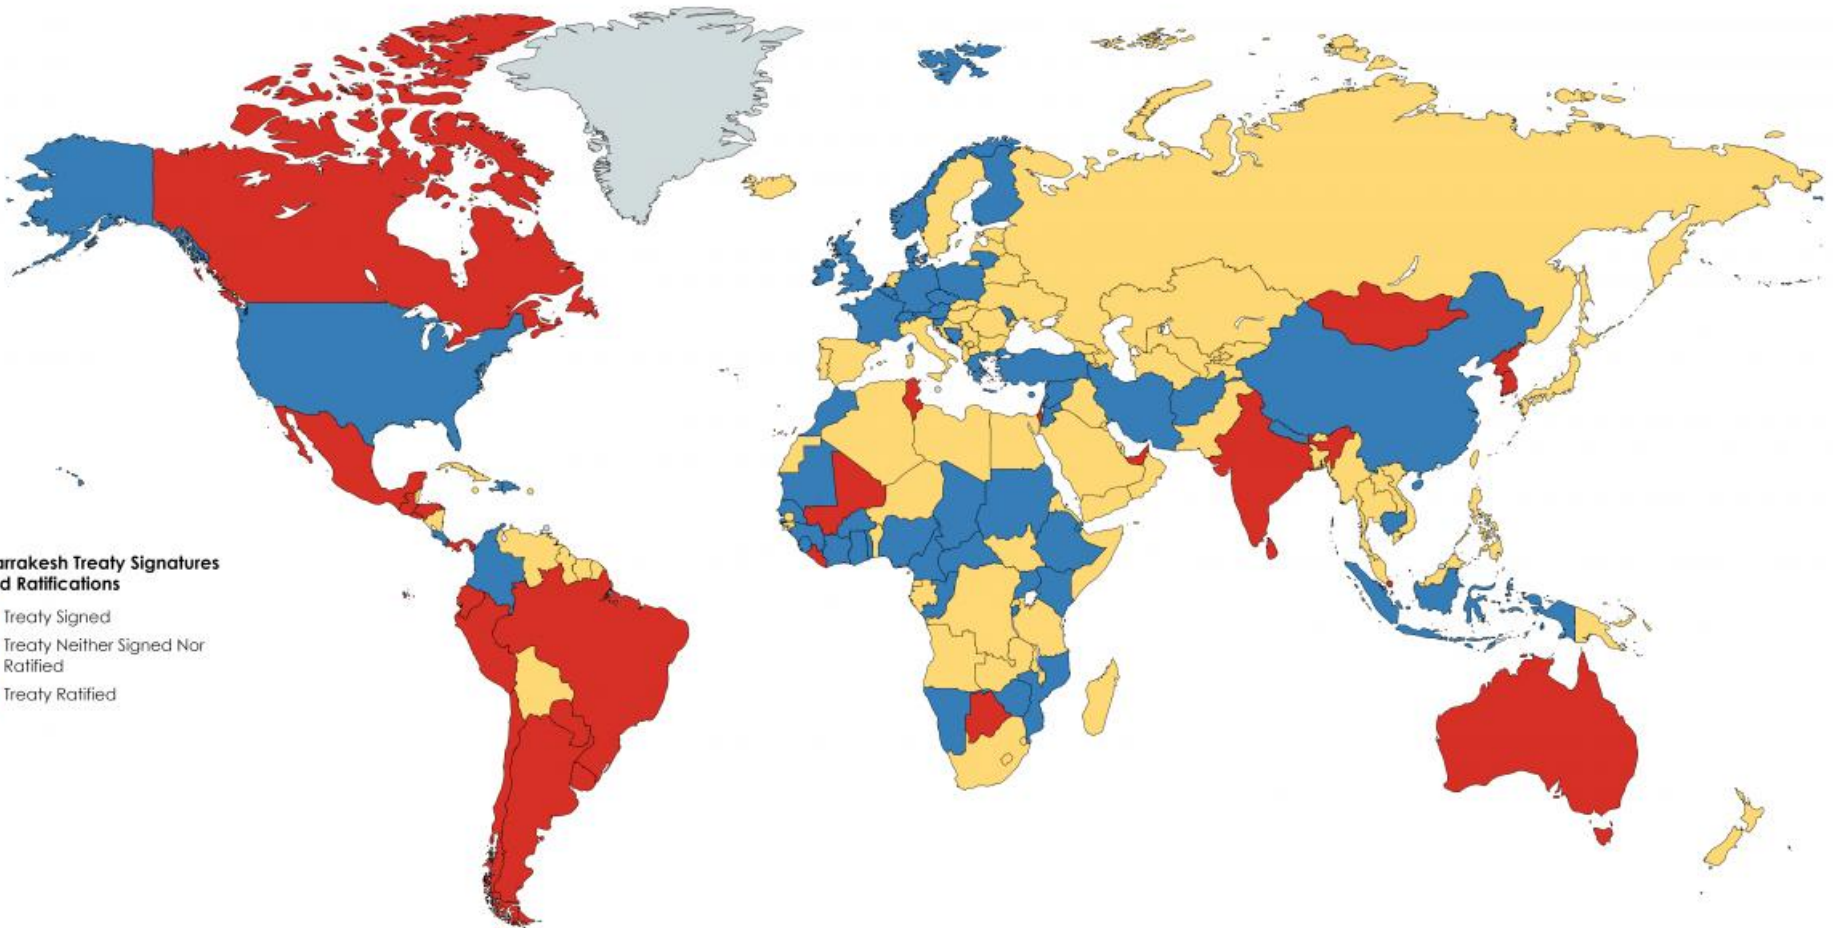 arrakesh Treaty Signatures
d Ratifications
Treaty Signed
Treaty Neither Signed Nor
Ratified
Treaty Ratified